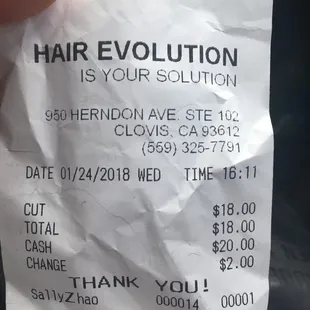 HAIR EVOLUTION
IS YOUR SOLUTION
950 HERNDON AVE. STE 102
CLOVIS, CA 93612
(559) 325-7791
DATE 01/24/2018 WED TIME 16:11
CUT $18.00
TOTAL $18.00
CASH $20.00
CHANGE $2.00
THANK YOU!
SallyZhao 000014 00001